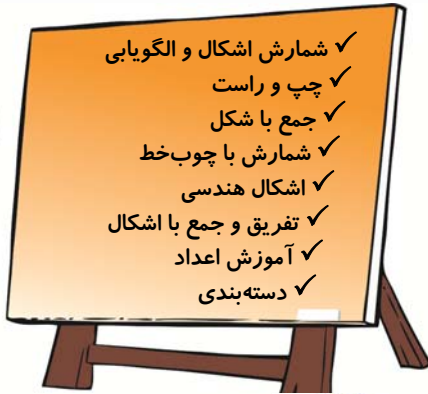 ✓ شمارش اشکال و الگویابی
✓ چپ و راست
✓ جمع با شکل
✓ شمارش با چوب‌خط
✓ اشکال هندسی
✓ تفریق و جمع با اشکال
✓ آموزش اعداد
✓ دسته‌بندی